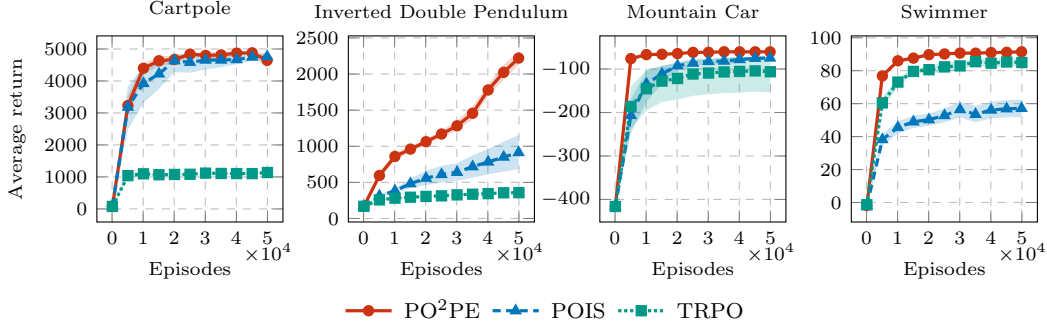 Cartpole
Inverted Double Pendulum
Mountain Car
Swimmer
Average return
5000
4000
3000
2000
1000
0
0 1 2 3 4 5
×10⁴
Episodes
2500
2000
1500
1000
500
0
0 1 2 3 4 5
×10⁴
Episodes
−100
−200
−300
−400
0 1 2 3 4 5
×10⁴
Episodes
100
80
60
40
20
0
0 1 2 3 4 5
×10⁴
Episodes
PO²PE POIS TRPO